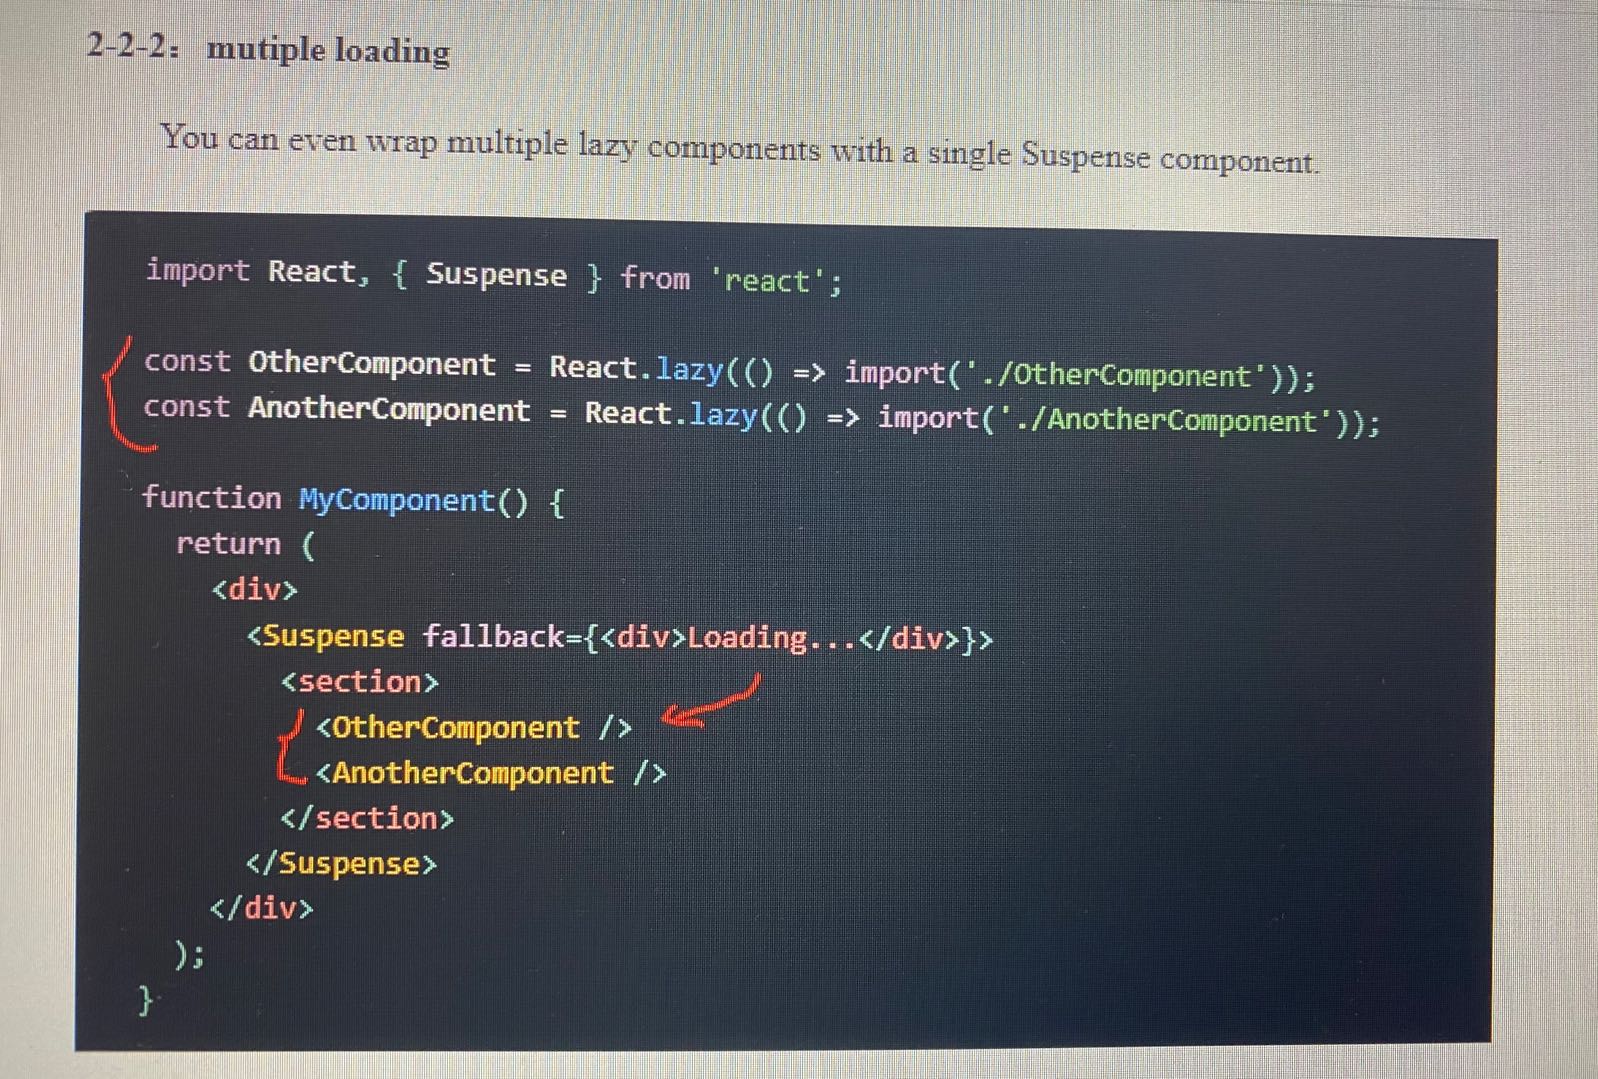 2-2-2: mutiple loading
You can even wrap multiple lazy components with a single Suspense component.
import React, { Suspense } from 'react';
const OtherComponent = React.lazy(() => import('./OtherComponent'));
const AnotherComponent = React.lazy(() => import('./AnotherComponent'));
function MyComponent() {
return (
<div>
<Suspense fallback={<div>Loading...</div>}>
<section>
<OtherComponent />
<AnotherComponent />
</section>
</Suspense>
</div>
);
}